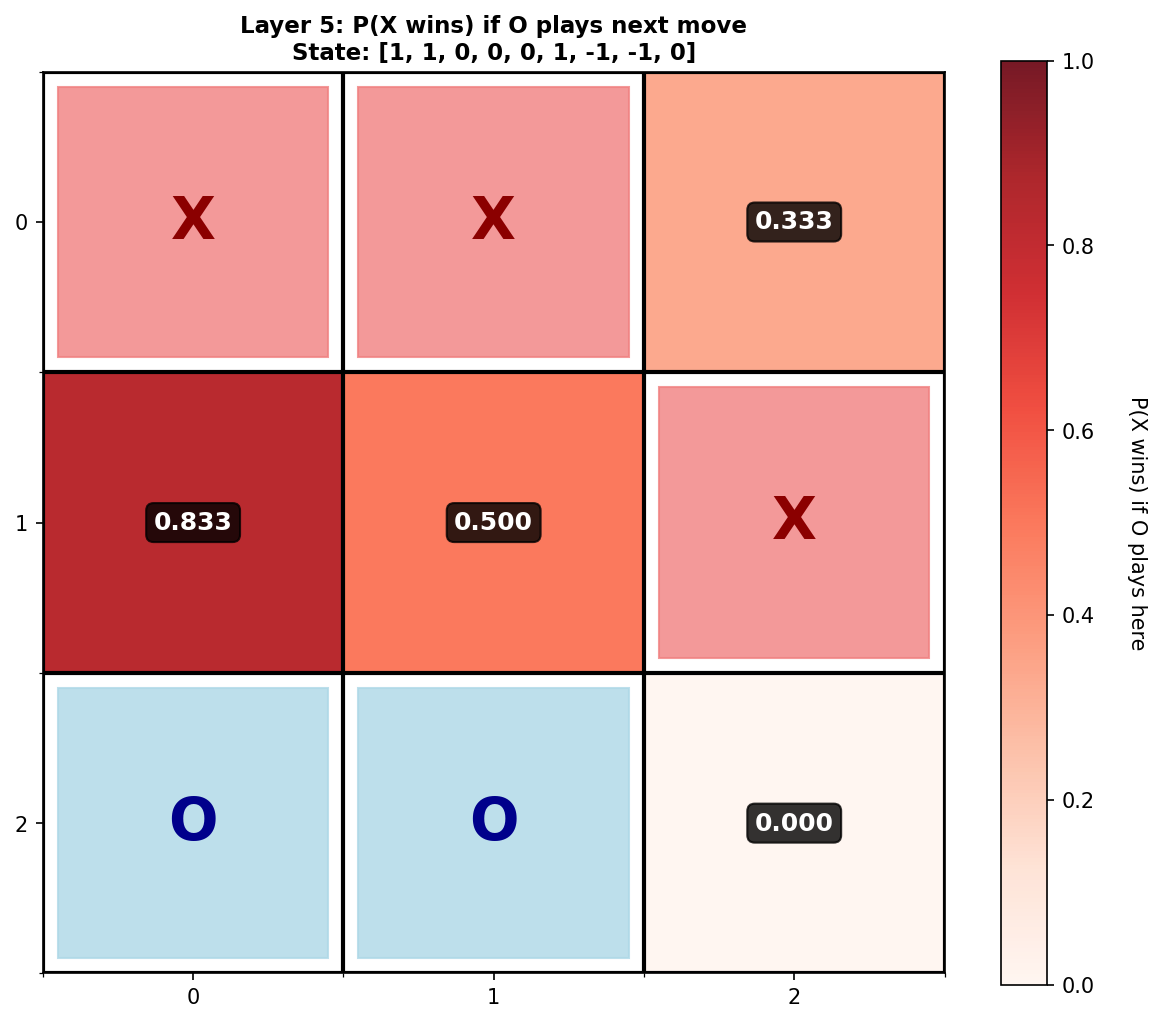 Layer 5: P(X wins) if O plays next move
State: [1, 1, 0, 0, 0, 1, -1, -1, 0]
0
X
X
0.333
1
0.833
0.500
X
2
O
O
0.000
0
1
2
1.0
0.8
0.6
0.4
0.2
0.0
P(X wins) if O plays here